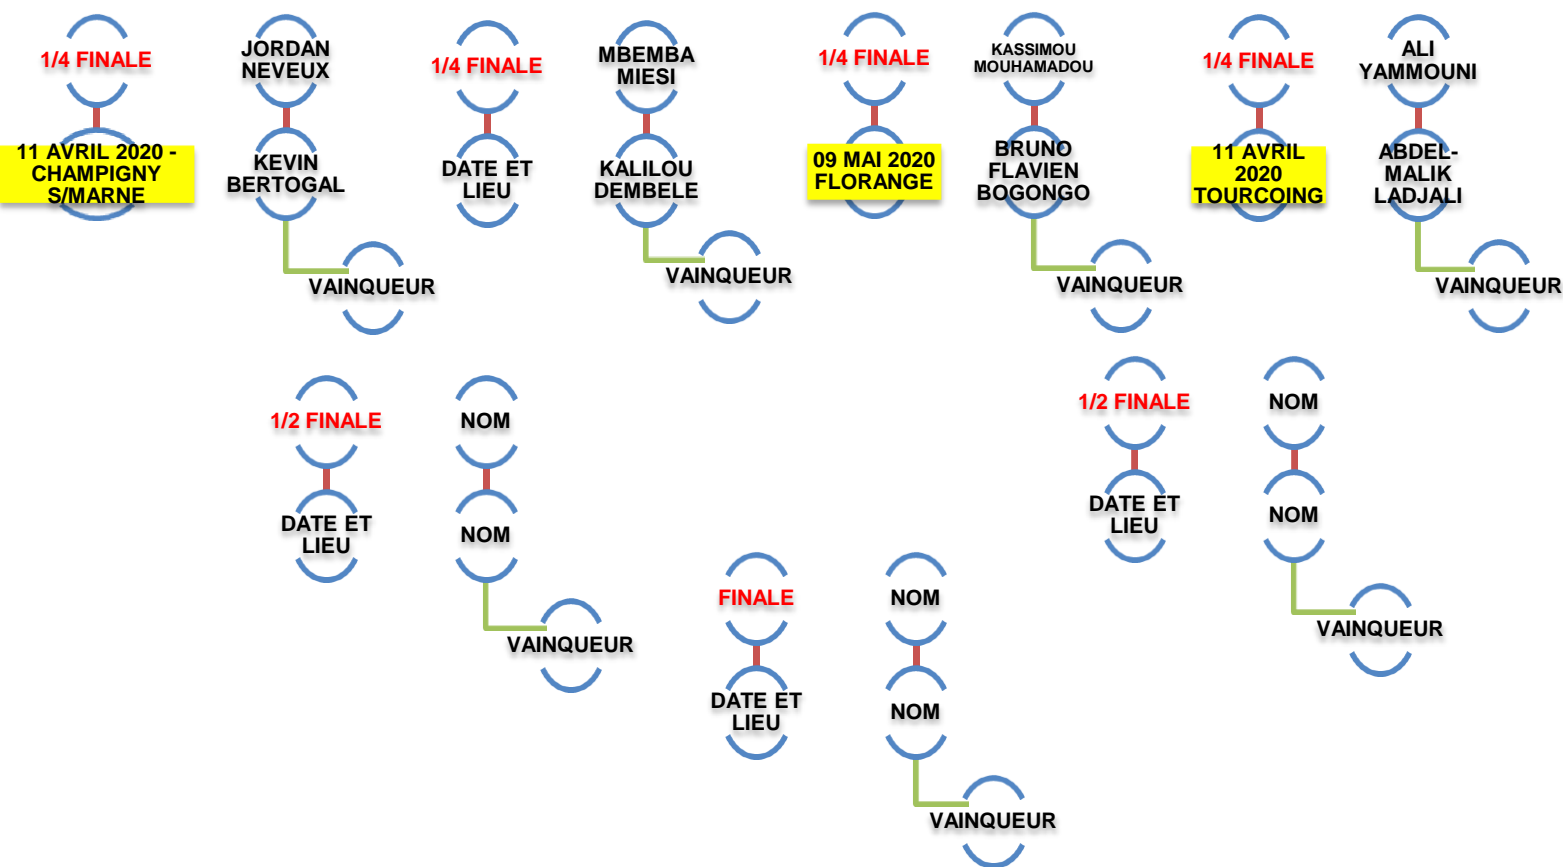 1/4 FINALE
11 AVRIL 2020 -
CHAMPIGNY
S/MARNE
JORDAN
NEVEUX
KEVIN
BERTOGAL
VAINQUEUR
1/4 FINALE
DATE ET
LIEU
MBEMBA
MIESI
KALILOU
DEMBELE
VAINQUEUR
1/4 FINALE
09 MAI 2020
FLORANGE
KASSIMOU
MOUHAMADOU
BRUNO
FLAVIEN
BOGONGO
VAINQUEUR
1/4 FINALE
11 AVRIL
2020
TOURCOING
ALI
YAMMOUNI
ABDEL-
MALIK
LADJALI
VAINQUEUR
1/2 FINALE
DATE ET
LIEU
NOM
NOM
VAINQUEUR
1/2 FINALE
DATE ET
LIEU
NOM
NOM
VAINQUEUR
FINALE
DATE ET
LIEU
NOM
NOM
VAINQUEUR